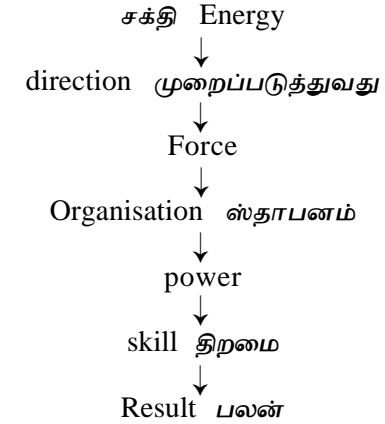 சக்தி Energy
direction முறைப்படுத்துவது
Force
Organisation ஸ்தாபனம்
power
skill திறமை
Result பலன்